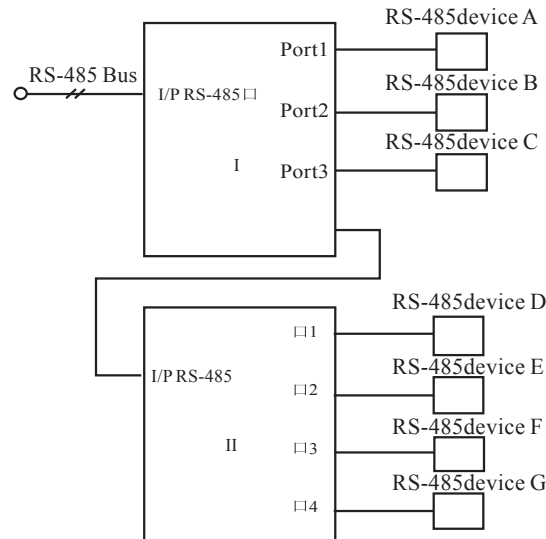 RS-485device A
Port1
RS-485 Bus
RS-485device B
I/P RS-485口
Port2
RS-485device C
I
Port3
RS-485device D
口1
RS-485device E
I/P RS-485
口2
RS-485device F
II
口3
RS-485device G
口4